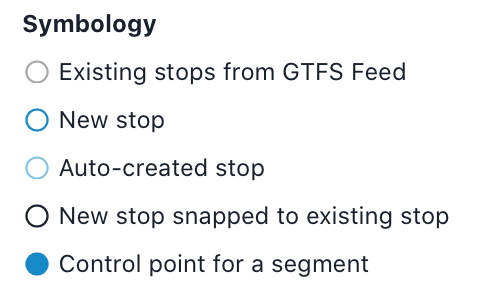 Symbology
Existing stops from GTFS Feed
New stop
Auto-created stop
New stop snapped to existing stop
Control point for a segment